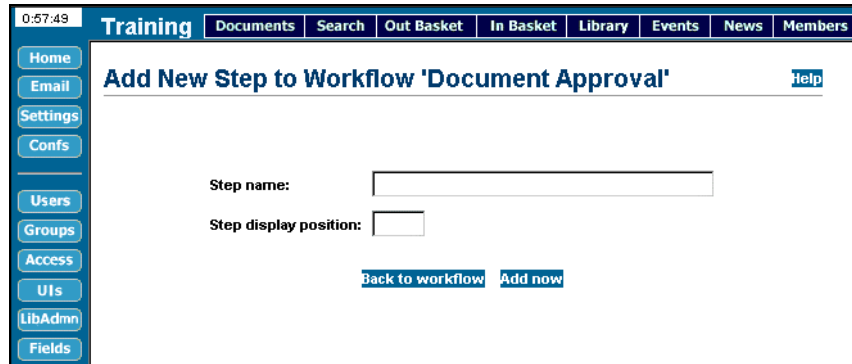 0:57:49
Training Documents Search Out Basket In Basket Library Events News Members
Home
Email
Settings
Confs
Users
Groups
Access
UIs
LibAdmn
Fields
Add New Step to Workflow 'Document Approval' Help
Step name:
Step display position:
Back to workflow Add now